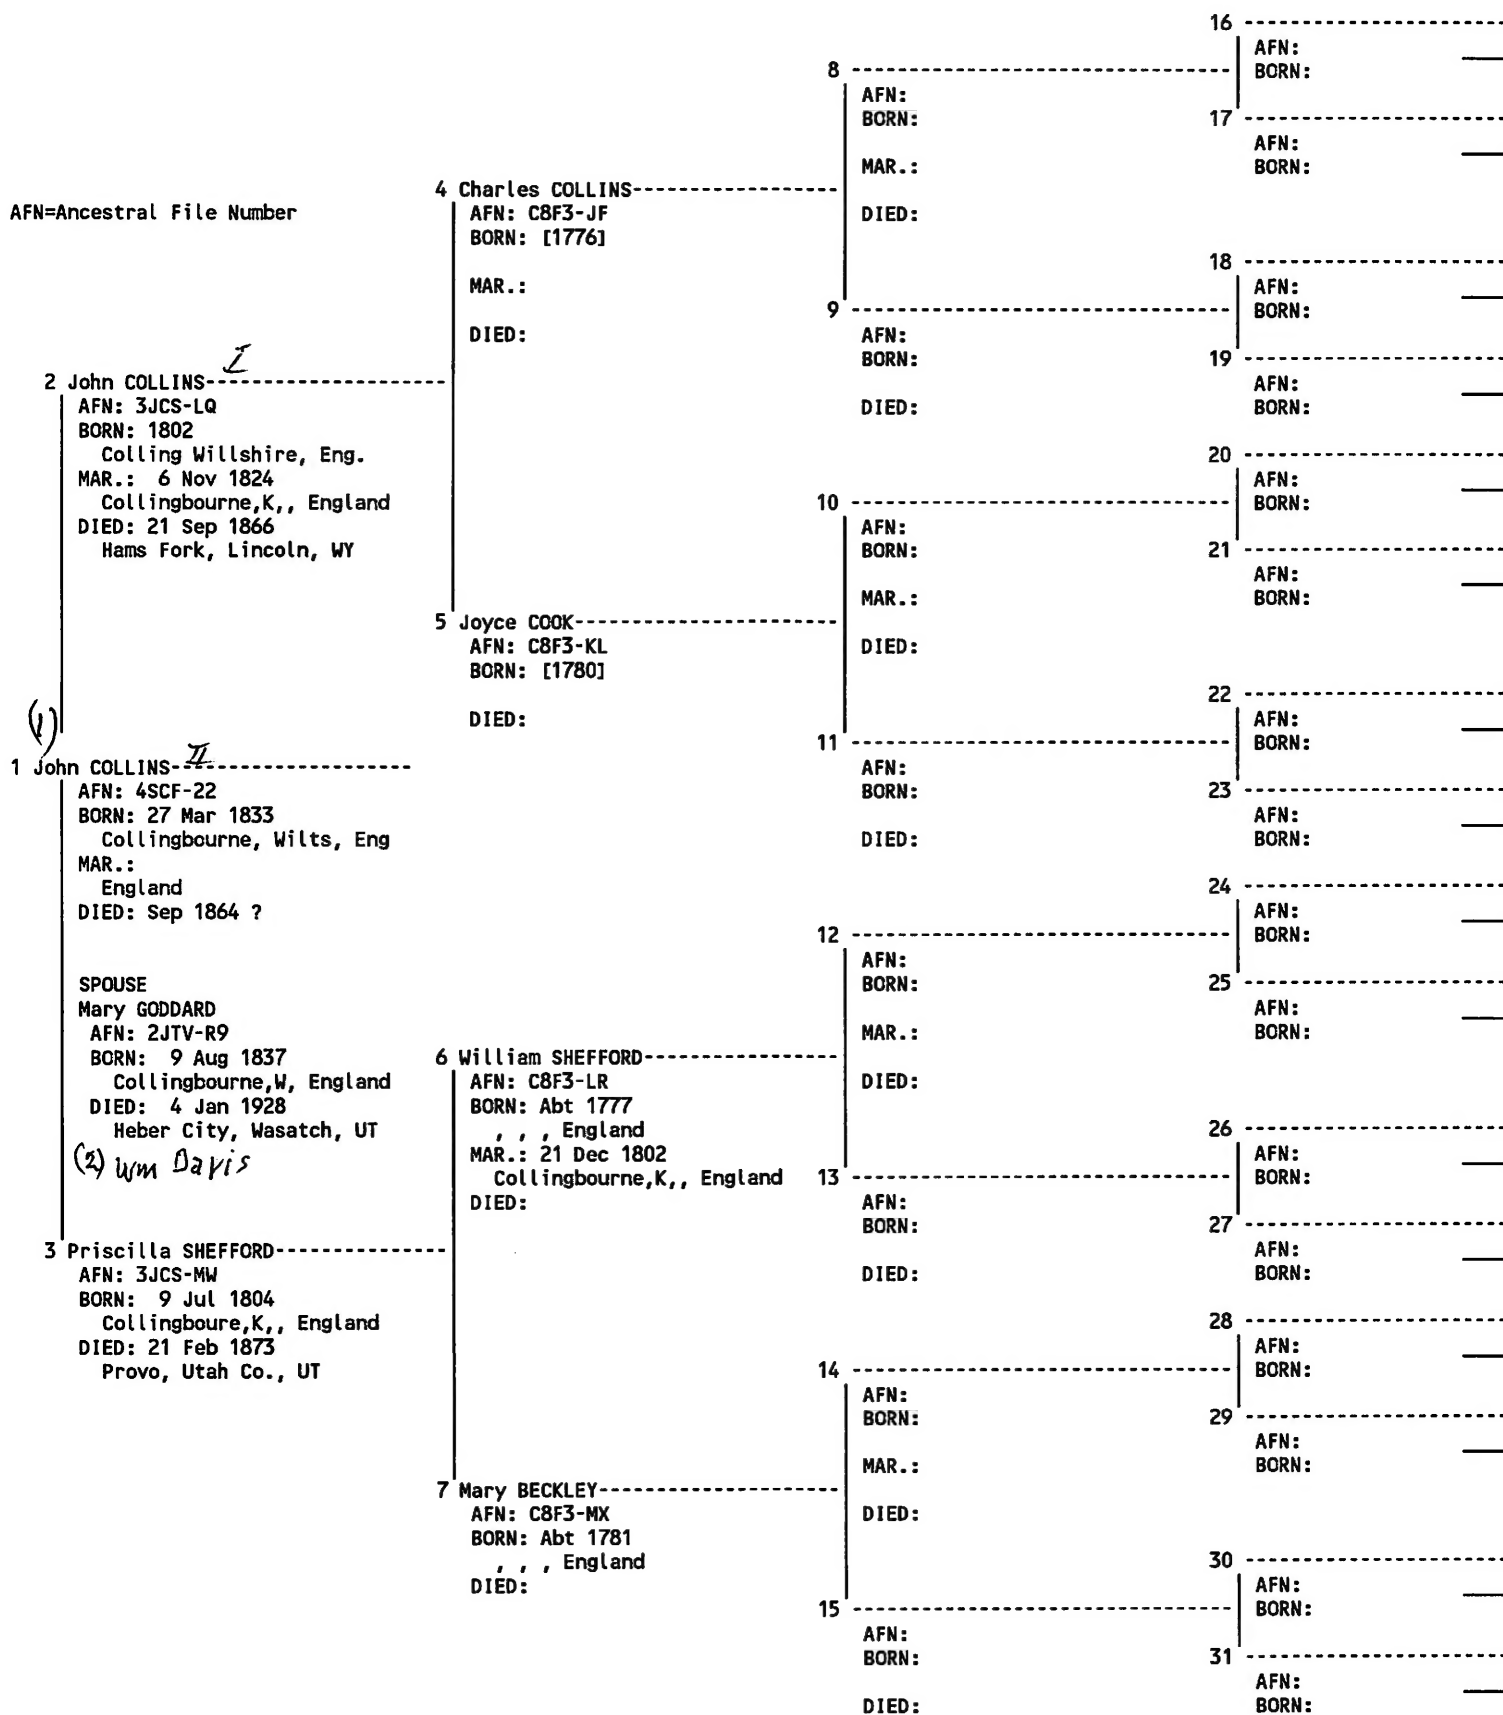 AFN=Ancestral File Number
2 John COLLINS I
AFN: 3JCS-LQ
BORN: 1802
Colling Willshire, Eng.
MAR.: 6 Nov 1824
Collingbourne,K,, England
DIED: 21 Sep 1866
Hams Fork, Lincoln, WY
(1)
1 John COLLINS II
AFN: 4SCF-22
BORN: 27 Mar 1833
Collingbourne, Wilts, Eng
MAR.:
England
DIED: Sep 1864 ?
SPOUSE
Mary GODDARD
AFN: 2JTV-R9
BORN: 9 Aug 1837
Collingbourne,W, England
DIED: 4 Jan 1928
Heber City, Wasatch, UT
(2) Wm Davis
3 Priscilla SHEFFORD
AFN: 3JCS-MW
BORN: 9 Jul 1804
Collingboure,K,, England
DIED: 21 Feb 1873
Provo, Utah Co., UT
4 Charles COLLINS
AFN: C8F3-JF
BORN: [1776]
MAR.:
DIED:
5 Joyce COOK
AFN: C8F3-KL
BORN: [1780]
DIED:
6 William SHEFFORD
AFN: C8F3-LR
BORN: Abt 1777
, , , England
MAR.: 21 Dec 1802
Collingbourne,K,, England
DIED:
7 Mary BECKLEY
AFN: C8F3-MX
BORN: Abt 1781
, , , England
DIED:
8
AFN:
BORN:
MAR.:
DIED:
9
AFN:
BORN:
DIED:
10
AFN:
BORN:
MAR.:
DIED:
11
AFN:
BORN:
DIED:
12
AFN:
BORN:
MAR.:
DIED:
13
AFN:
BORN:
DIED:
14
AFN:
BORN:
MAR.:
DIED:
15
AFN:
BORN:
DIED:
16
AFN:
BORN:
17
AFN:
BORN:
18
AFN:
BORN:
19
AFN:
BORN:
20
AFN:
BORN:
21
AFN:
BORN:
22
AFN:
BORN:
23
AFN:
BORN:
24
AFN:
BORN:
25
AFN:
BORN:
26
AFN:
BORN:
27
AFN:
BORN:
28
AFN:
BORN:
29
AFN:
BORN:
30
AFN:
BORN:
31
AFN:
BORN: